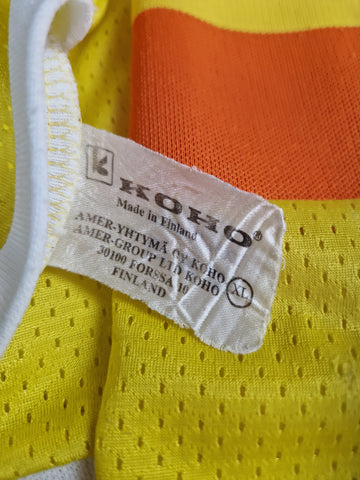 K KOHO®
Made in Finland
AMER-YHTYMÄ OY KOHO
AMER-GROUP LTD KOHO
30100 FORSSA 10
FINLAND
XL